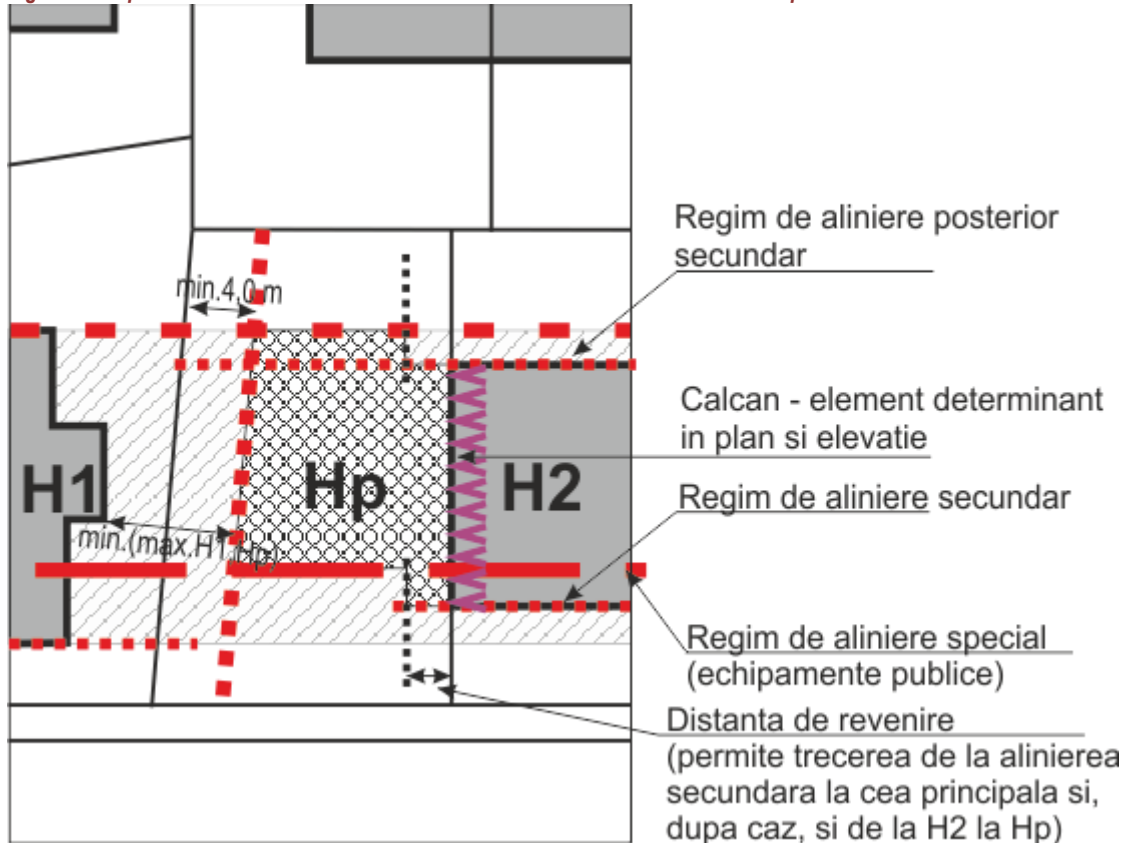 Regim de aliniere posterior
secundar
min.4,0 m
Calcan - element determinant
in plan si elevatie
H1
Hp
H2
Regim de aliniere secundar
min.(max.H1,Hp)
Regim de aliniere special
(echipamente publice)
Distanta de revenire
(permite trecerea de la alinierea
secundara la cea principala si,
dupa caz, si de la H2 la Hp)